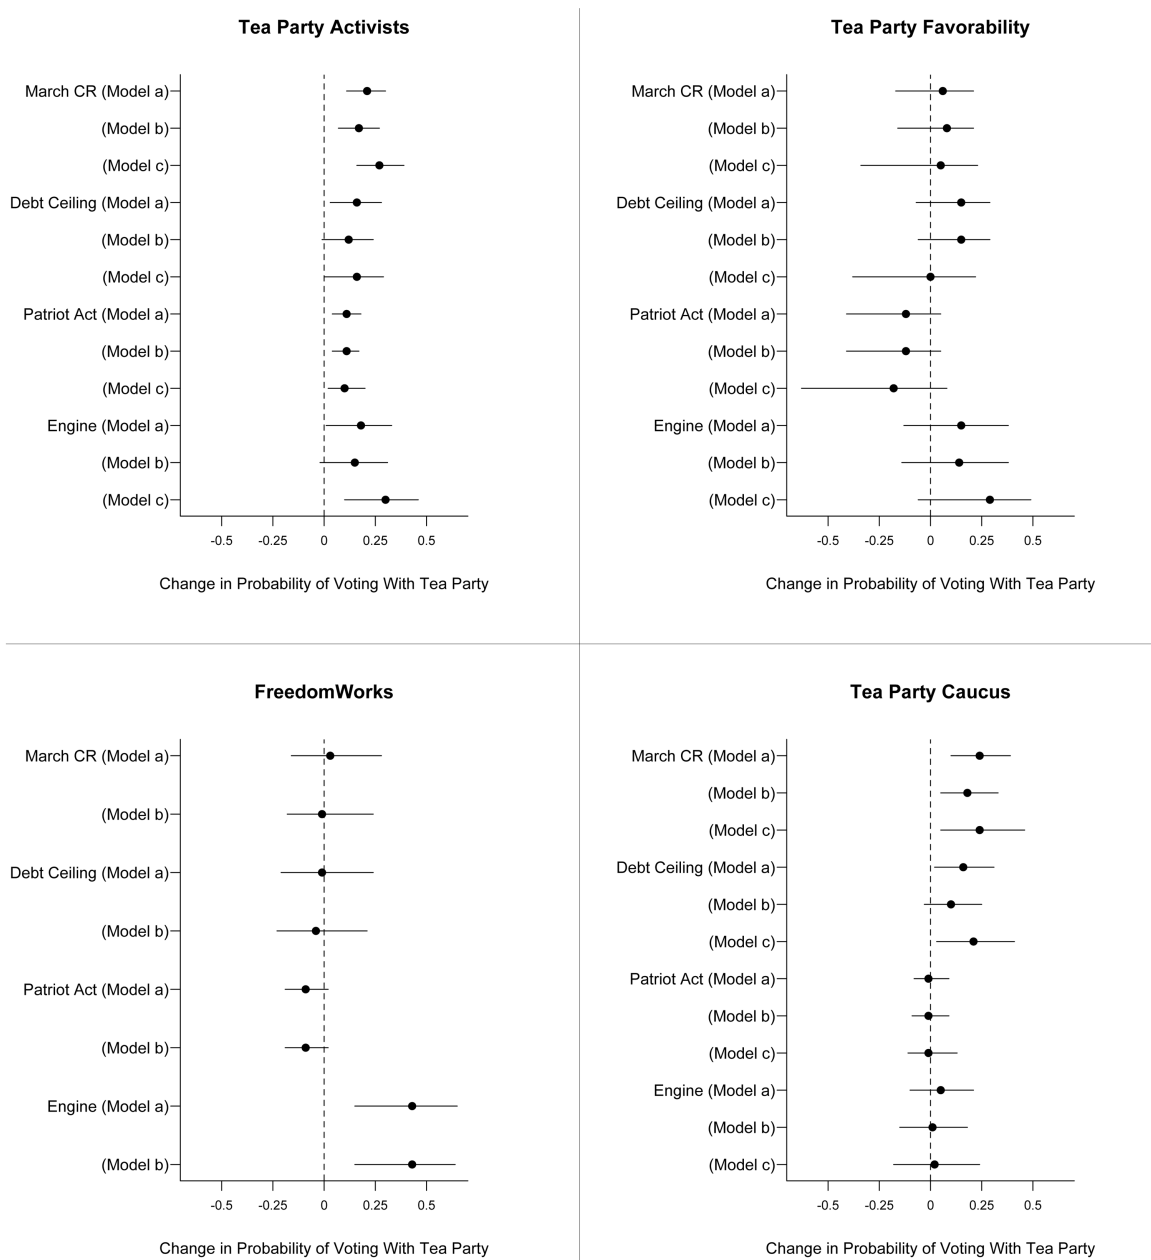 Tea Party Activists
March CR (Model a)
(Model b)
(Model c)
Debt Ceiling (Model a)
(Model b)
(Model c)
Patriot Act (Model a)
(Model b)
(Model c)
Engine (Model a)
(Model b)
(Model c)
-0.5 -0.25 0 0.25 0.5
Change in Probability of Voting With Tea Party
Tea Party Favorability
March CR (Model a)
(Model b)
(Model c)
Debt Ceiling (Model a)
(Model b)
(Model c)
Patriot Act (Model a)
(Model b)
(Model c)
Engine (Model a)
(Model b)
(Model c)
-0.5 -0.25 0 0.25 0.5
Change in Probability of Voting With Tea Party
FreedomWorks
March CR (Model a)
(Model b)
Debt Ceiling (Model a)
(Model b)
Patriot Act (Model a)
(Model b)
Engine (Model a)
(Model b)
-0.5 -0.25 0 0.25 0.5
Change in Probability of Voting With Tea Party
Tea Party Caucus
March CR (Model a)
(Model b)
(Model c)
Debt Ceiling (Model a)
(Model b)
(Model c)
Patriot Act (Model a)
(Model b)
(Model c)
Engine (Model a)
(Model b)
(Model c)
-0.5 -0.25 0 0.25 0.5
Change in Probability of Voting With Tea Party